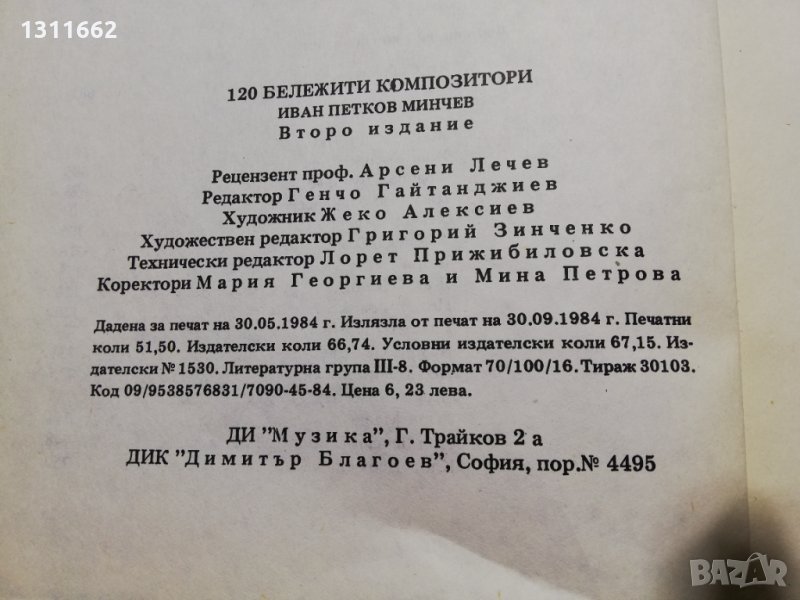 1311662
120 БЕЛЕЖИТИ КОМПОЗИТОРИ
ИВАН ПЕТКОВ МИНЧЕВ
Второ издание
Рецензент проф. Арсени Лечев
Редактор Генчо Гайтанджиев
Художник Жеко Алексиев
Художествен редактор Григорий Зинченко
Технически редактор Лорет Прижибиловска
Коректори Мария Георгиева и Мина Петрова
Дадена за печат на 30.05.1984 г. Излязла от печат на 30.09.1984 г. Печатни
коли 51,50. Издателски коли 66,74. Условни издателски коли 67,15. Из-
дателски № 1530. Литературна група III-8. Формат 70/100/16. Тираж 30103.
Код 09/9538576831/7090-45-84. Цена 6, 23 лева.
ДИ "Музика", Г. Трайков 2 а
ДИК "Димитър Благоев", София, пор.№ 4495
BAZAR